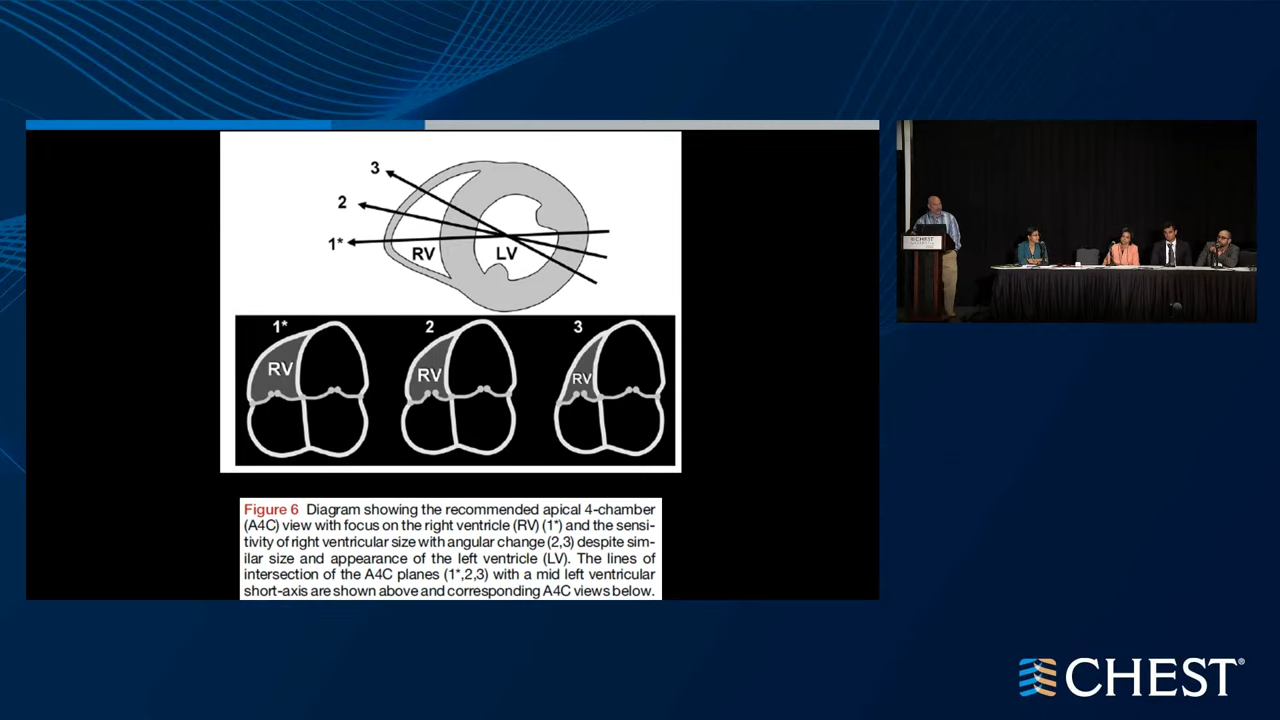 3
2
1*
RV
LV
1*
2
3
RV
RV
RV
Figure 6 Diagram showing the recommended apical 4-chamber
(A4C) view with focus on the right ventricle (RV) (1*) and the sensi-
tivity of right ventricular size with angular change (2,3) despite sim-
ilar size and appearance of the left ventricle (LV). The lines of
intersection of the A4C planes (1*,2,3) with a mid left ventricular
short-axis are shown above and corresponding A4C views below.
CHEST
CHEST®